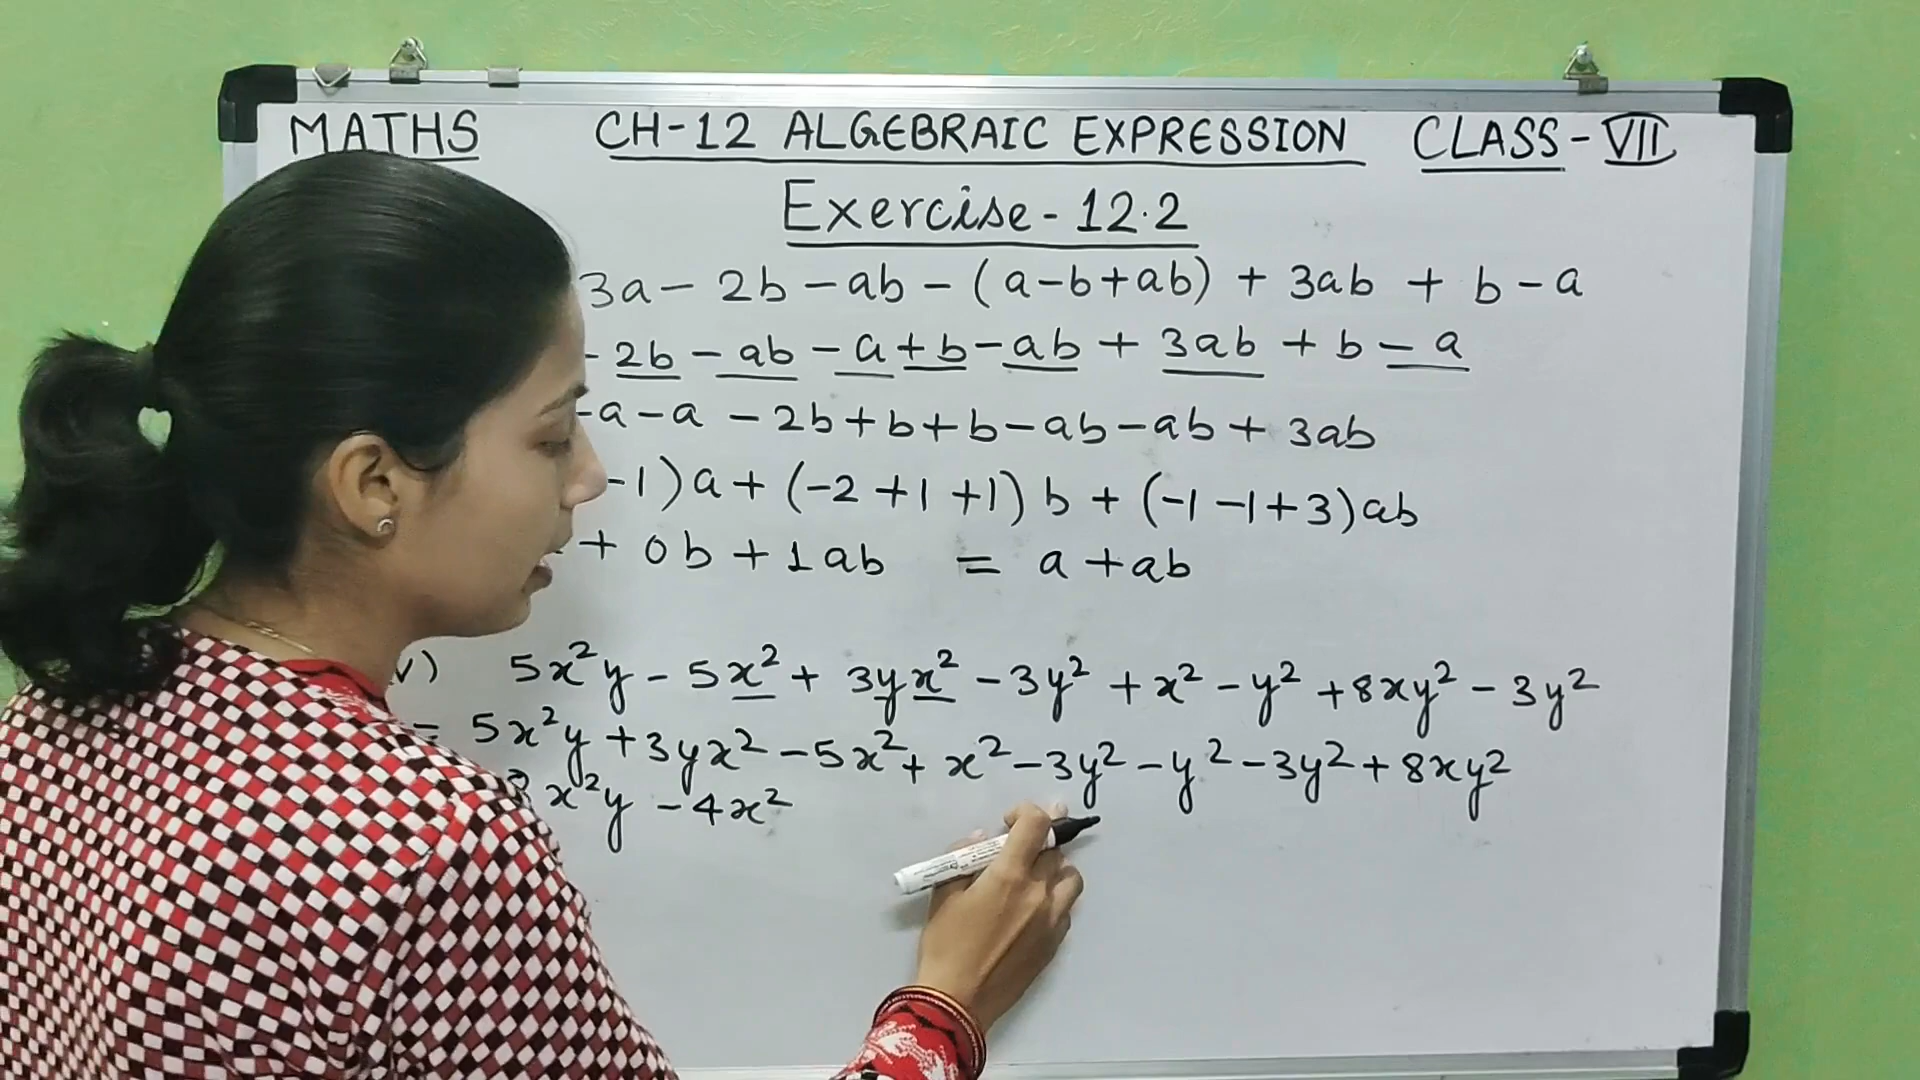 MATHS CH-12 ALGEBRAIC EXPRESSION CLASS-VII
Exercise-12.2
3a - 2b - ab - (a-b+ab) + 3ab + b - a
- 2b - ab - a + b - ab + 3ab + b - a
-a - a - 2b + b + b - ab - ab + 3ab
-1)a + (-2 +1 +1) b + (-1 -1 +3)ab
+ 0b + 1ab = a + ab
v) 5x²y - 5x² + 3yx² - 3y² + x² - y² + 8xy² - 3y²
= 5x²y + 3yx² - 5x² + x² - 3y² - y² - 3y² + 8xy²
x²y - 4x²